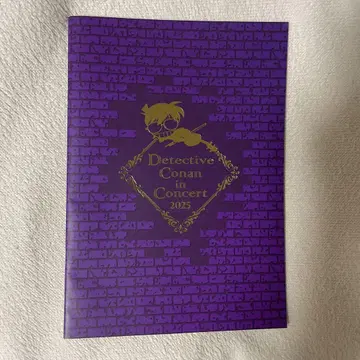 Detective
Conan
in
Concert
2025